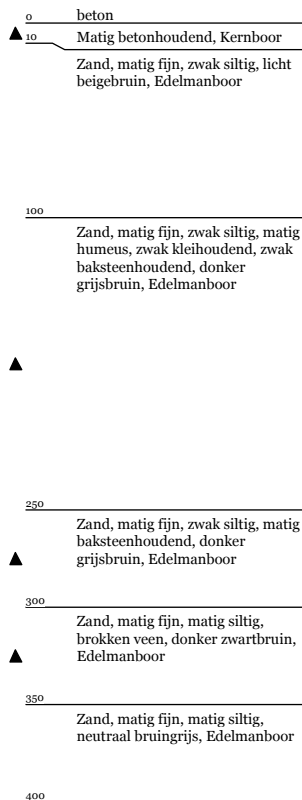 0 beton
10 Matig betonhoudend, Kernboor
Zand, matig fijn, zwak siltig, licht
beigebruin, Edelmanboor
100
Zand, matig fijn, zwak siltig, matig
humeus, zwak kleihoudend, zwak
baksteenhoudend, donker
grijsbruin, Edelmanboor
250
Zand, matig fijn, zwak siltig, matig
baksteenhoudend, donker
grijsbruin, Edelmanboor
300
Zand, matig fijn, matig siltig,
brokken veen, donker zwartbruin,
Edelmanboor
350
Zand, matig fijn, matig siltig,
neutraal bruingrijs, Edelmanboor
400